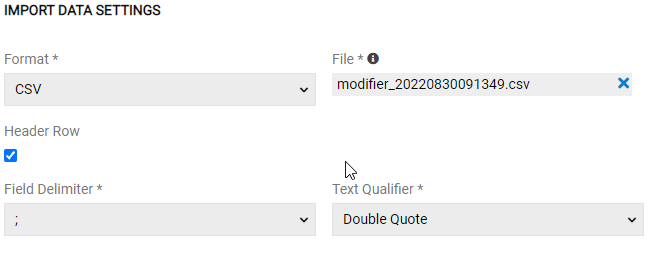 IMPORT DATA SETTINGS
Format * File *
CSV modifier_20220830091349.csv
Header Row
Field Delimiter * Text Qualifier *
; Double Quote